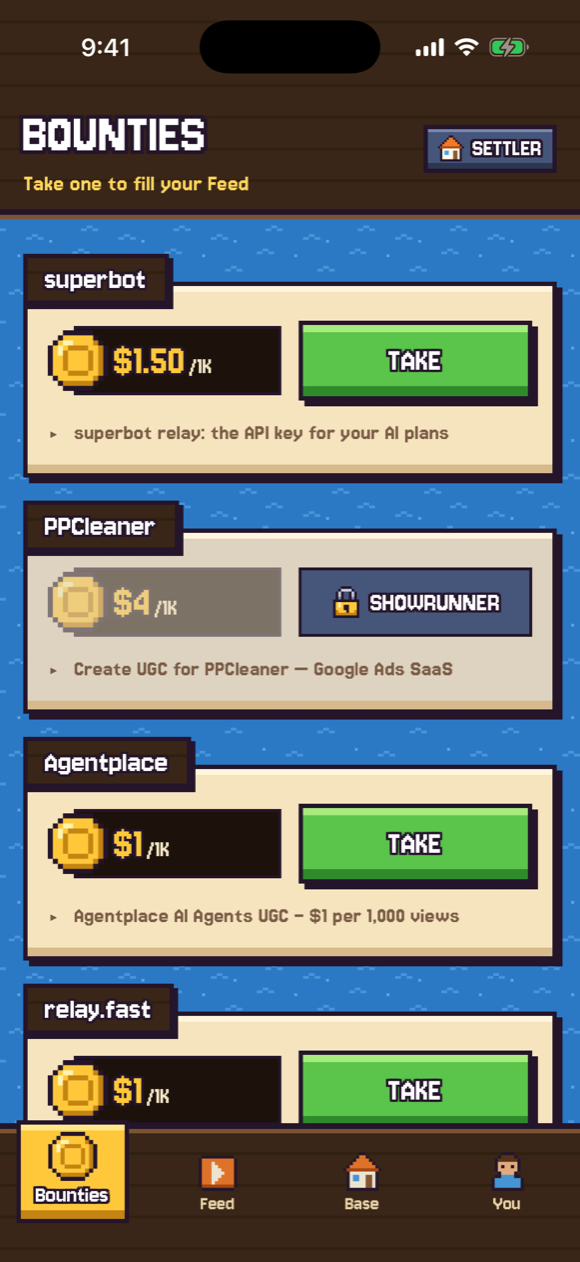 9:41
BOUNTIES
Take one to fill your Feed
SETTLER
superbot
$1.50 /1K
TAKE
▸ superbot relay: the API key for your AI plans
PPCleaner
$4 /1K
SHOWRUNNER
▸ Create UGC for PPCleaner — Google Ads SaaS
Agentplace
$1 /1K
TAKE
▸ Agentplace AI Agents UGC – $1 per 1,000 views
relay.fast
$1 /1K
TAKE
Bounties
Feed
Base
You